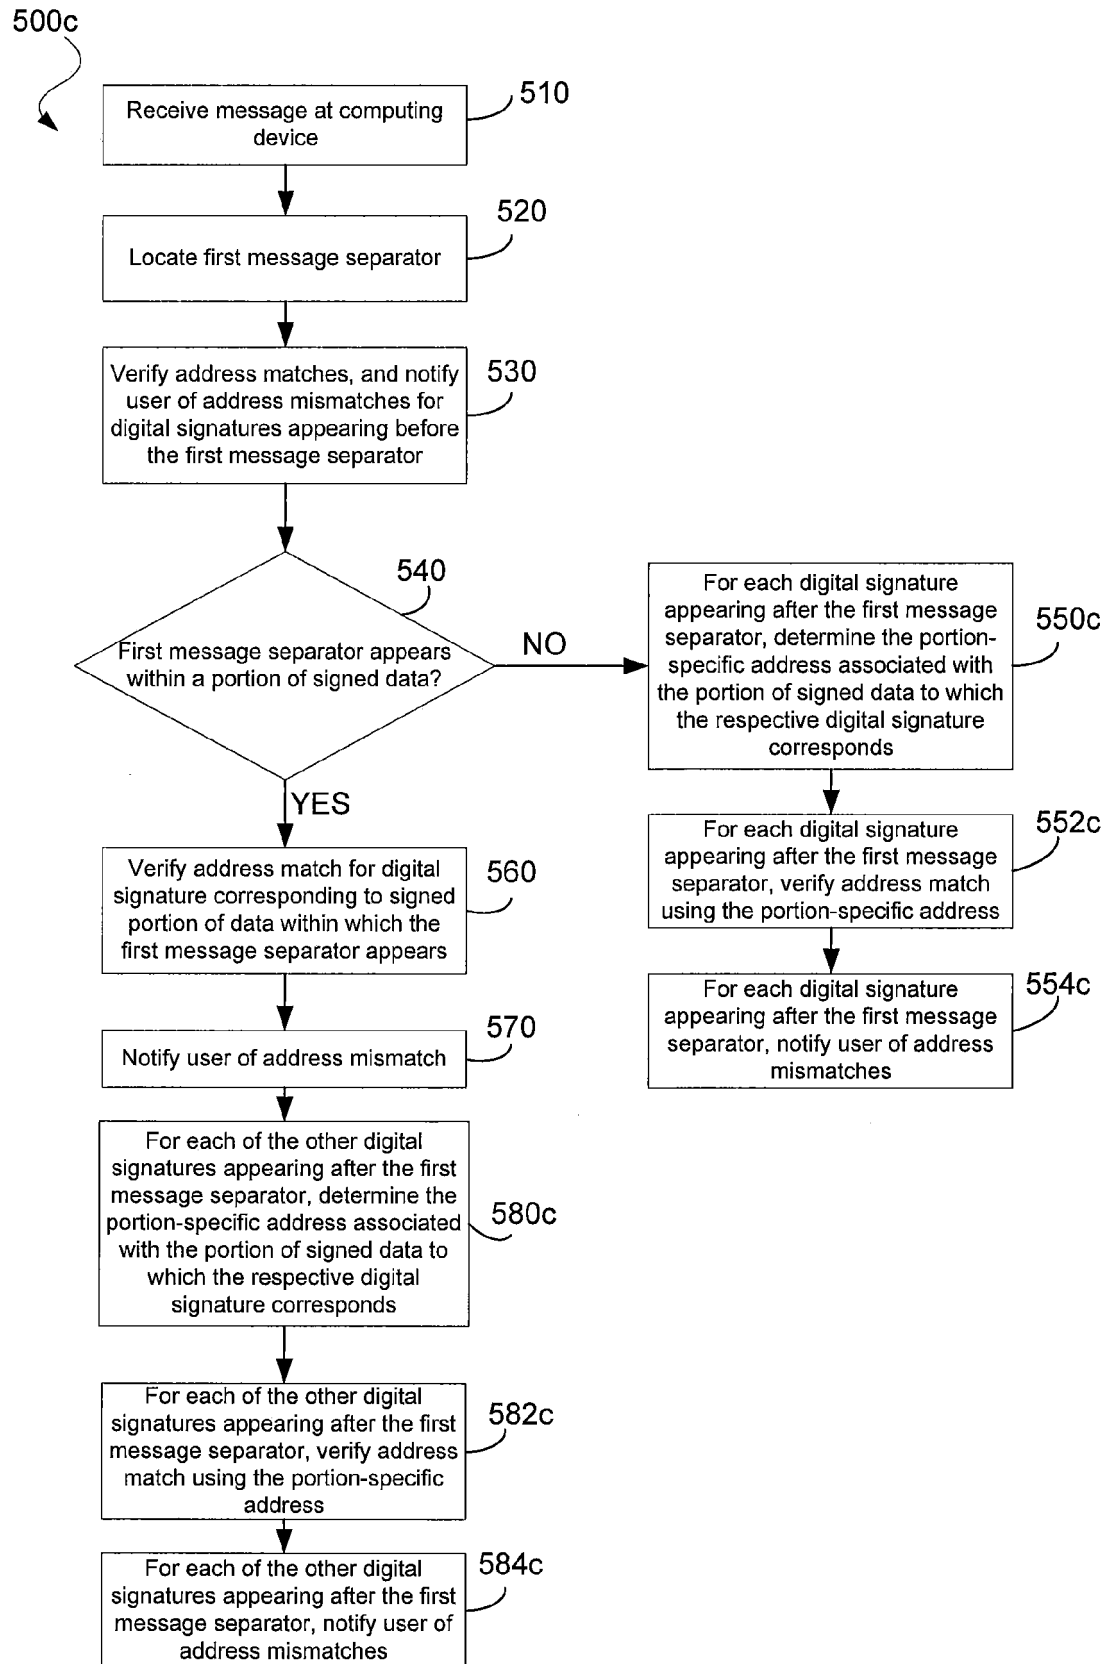 500c
510
Receive message at computing
device
520
Locate first message separator
530
Verify address matches, and notify
user of address mismatches for
digital signatures appearing before
the first message separator
540
First message separator appears
within a portion of signed data?
NO
550c
For each digital signature
appearing after the first message
separator, determine the portion-
specific address associated with
the portion of signed data to which
the respective digital signature
corresponds
552c
For each digital signature
appearing after the first message
separator, verify address match
using the portion-specific address
554c
For each digital signature
appearing after the first message
separator, notify user of address
mismatches
YES
560
Verify address match for digital
signature corresponding to signed
portion of data within which the
first message separator appears
570
Notify user of address mismatch
580c
For each of the other digital
signatures appearing after the first
message separator, determine the
portion-specific address associated
with the portion of signed data to
which the respective digital
signature corresponds
582c
For each of the other digital
signatures appearing after the first
message separator, verify address
match using the portion-specific
address
584c
For each of the other digital
signatures appearing after the first
message separator, notify user of
address mismatches